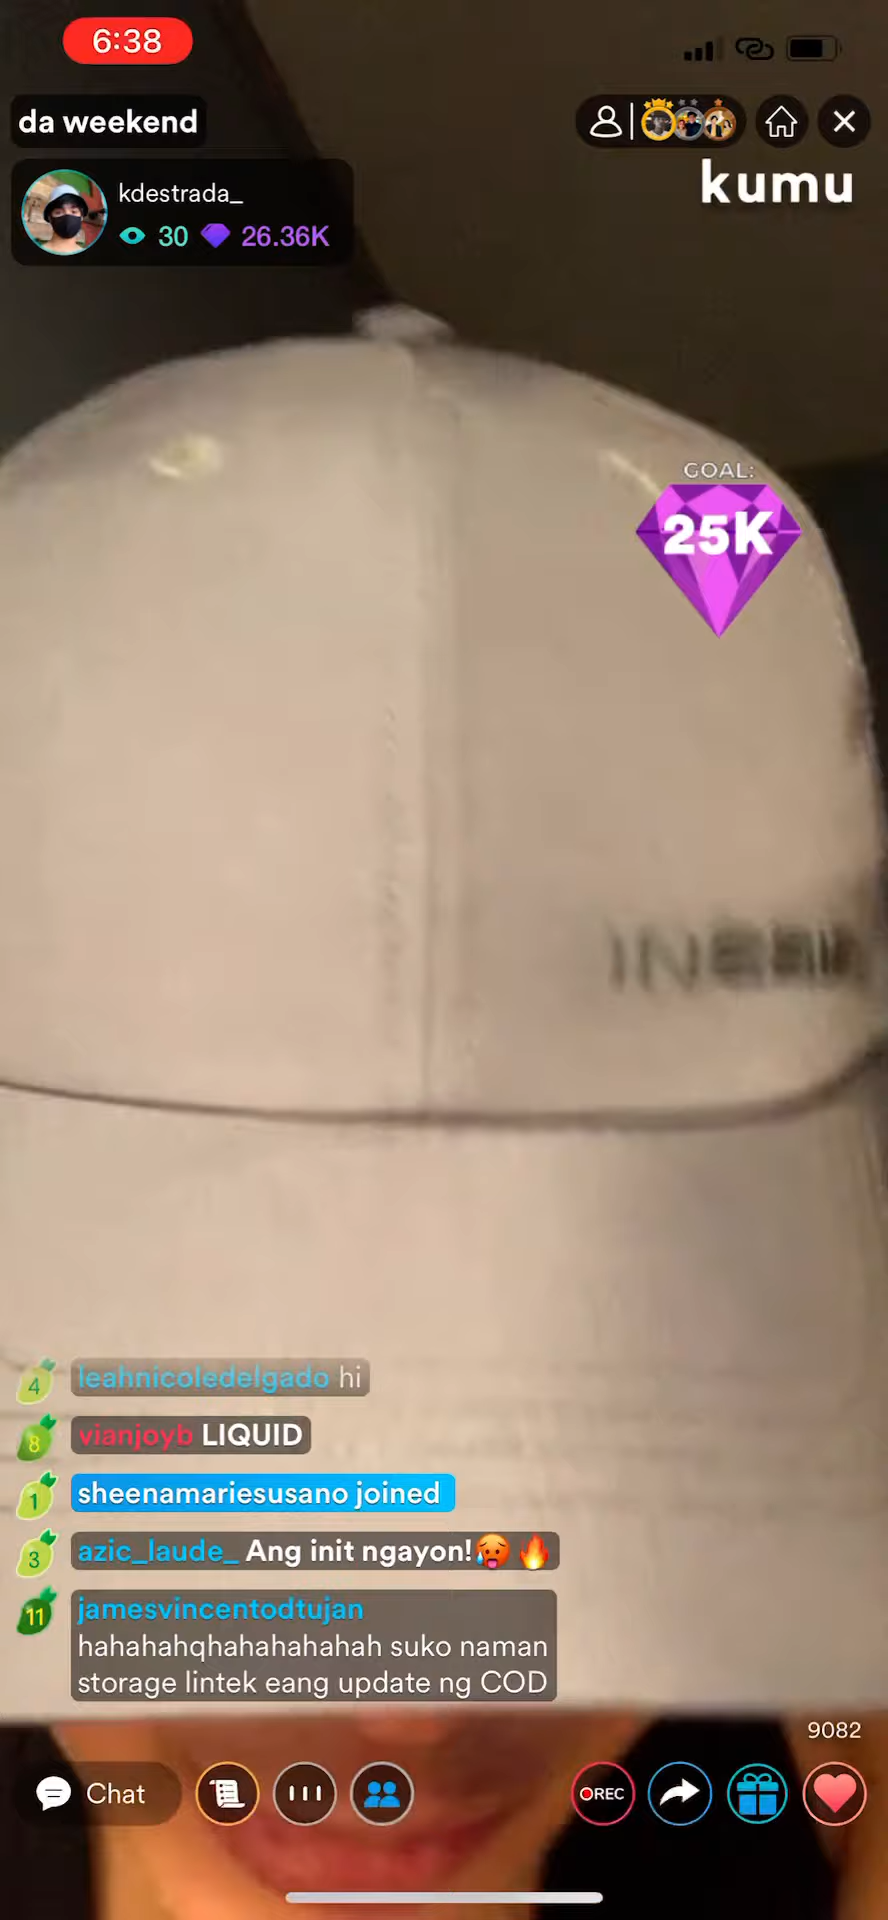 6:38
da weekend
kumu
kdestrada_
30 26.36K
GOAL:
25K
4 leahnicoledelgado hi
8 vianjoyb LIQUID
1 sheenamariesusano joined
3 azic_laude_ Ang init ngayon!🥵🔥
11 jamesvincentodtujan
hahahahqhahahahahah suko naman
storage lintek eang update ng COD
9082
Chat
REC